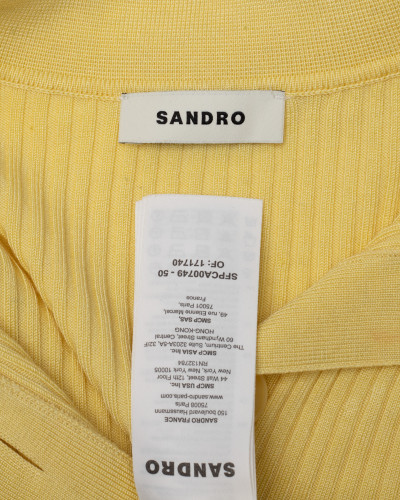 SANDRO
SANDRO
SANDRO FRANCE
150 boulevard Haussmann
75008 Paris
www.sandro-paris.com
SMCP USA Inc.
44 Wall Street, 12th Floor
New York, New York 10005
RN132784
SMCP ASIA Inc.
The Centrium, Suite 3203A-5A, 32/F
60 Wyndham Street, Central
HONG-KONG
SMCP SAS,
49, rue Etienne Marcel,
75001 Paris,
France
SFPCA00749 - 50
OF: 171740